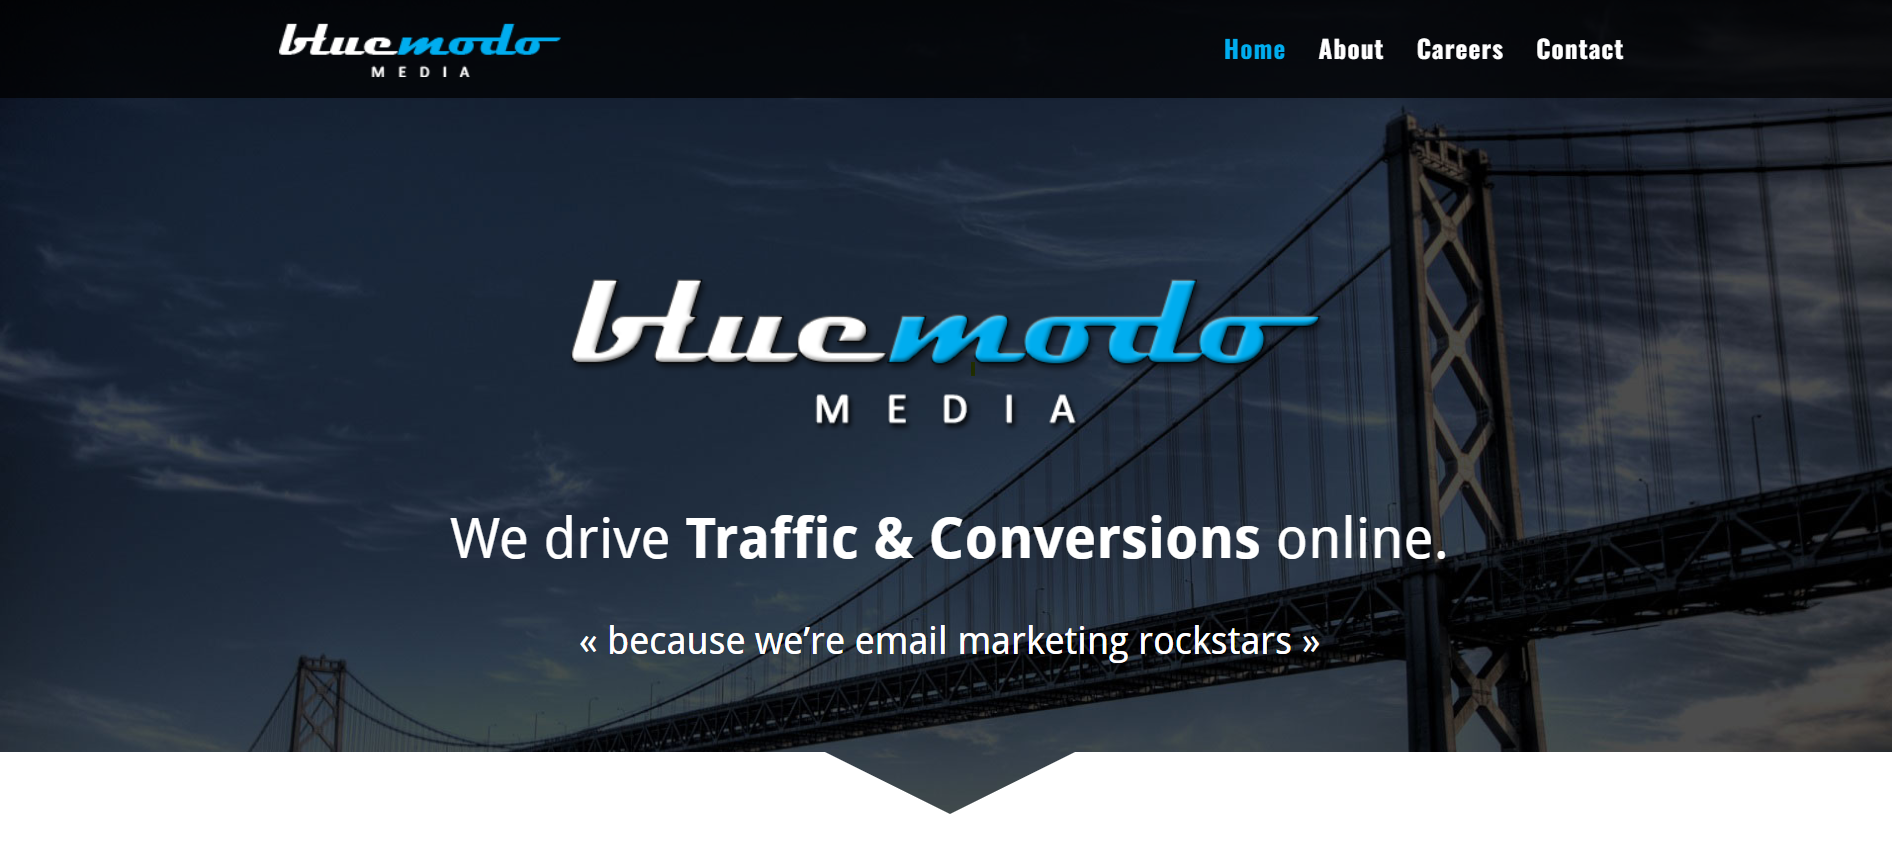 bluemodo
MEDIA
Home About Careers Contact
bluemodo
MEDIA
We drive Traffic & Conversions online.
« because we’re email marketing rockstars »